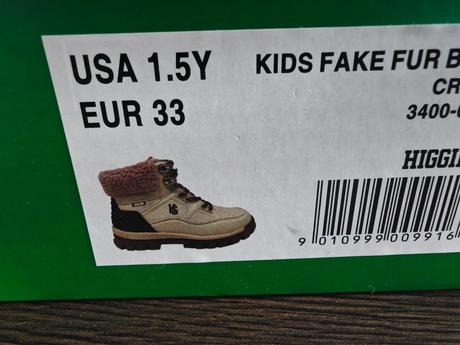 USA 1.5Y
EUR 33
KIDS FAKE FUR B
CR
3400-
HIGGI
9 010999 009916